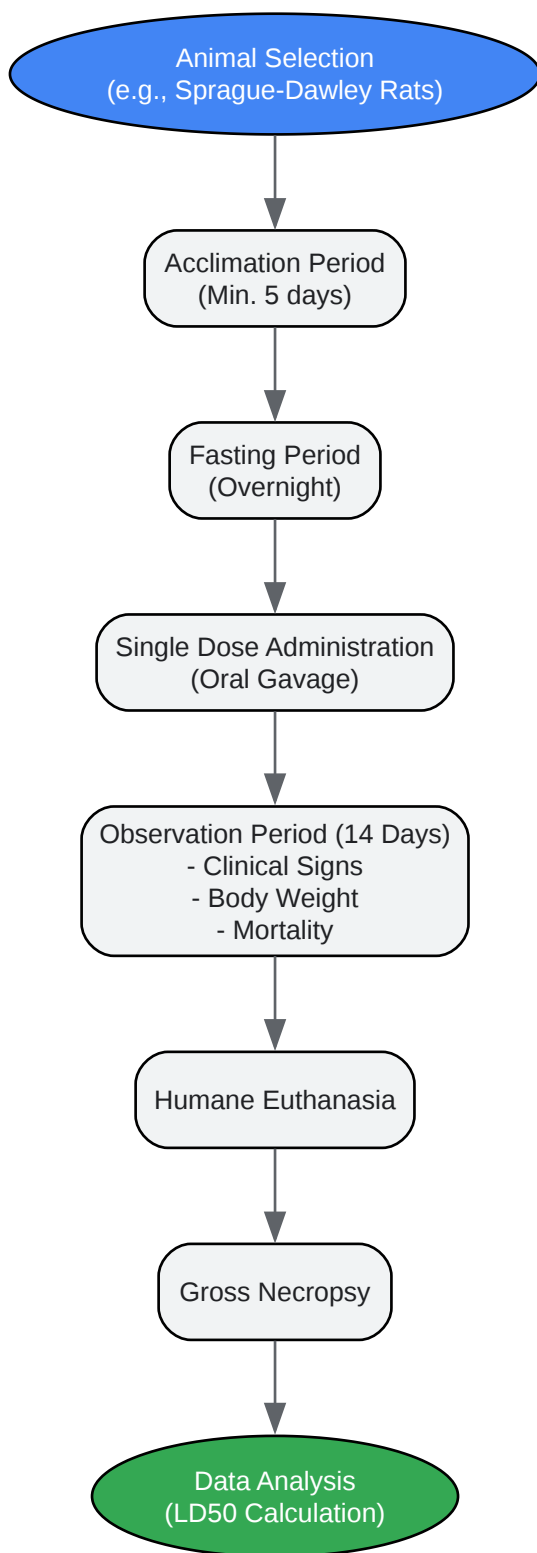 Animal Selection
(e.g., Sprague-Dawley Rats)
Acclimation Period
(Min. 5 days)
Fasting Period
(Overnight)
Single Dose Administration
(Oral Gavage)
Observation Period (14 Days)
- Clinical Signs
- Body Weight
- Mortality
Humane Euthanasia
Gross Necropsy
Data Analysis
(LD50 Calculation)